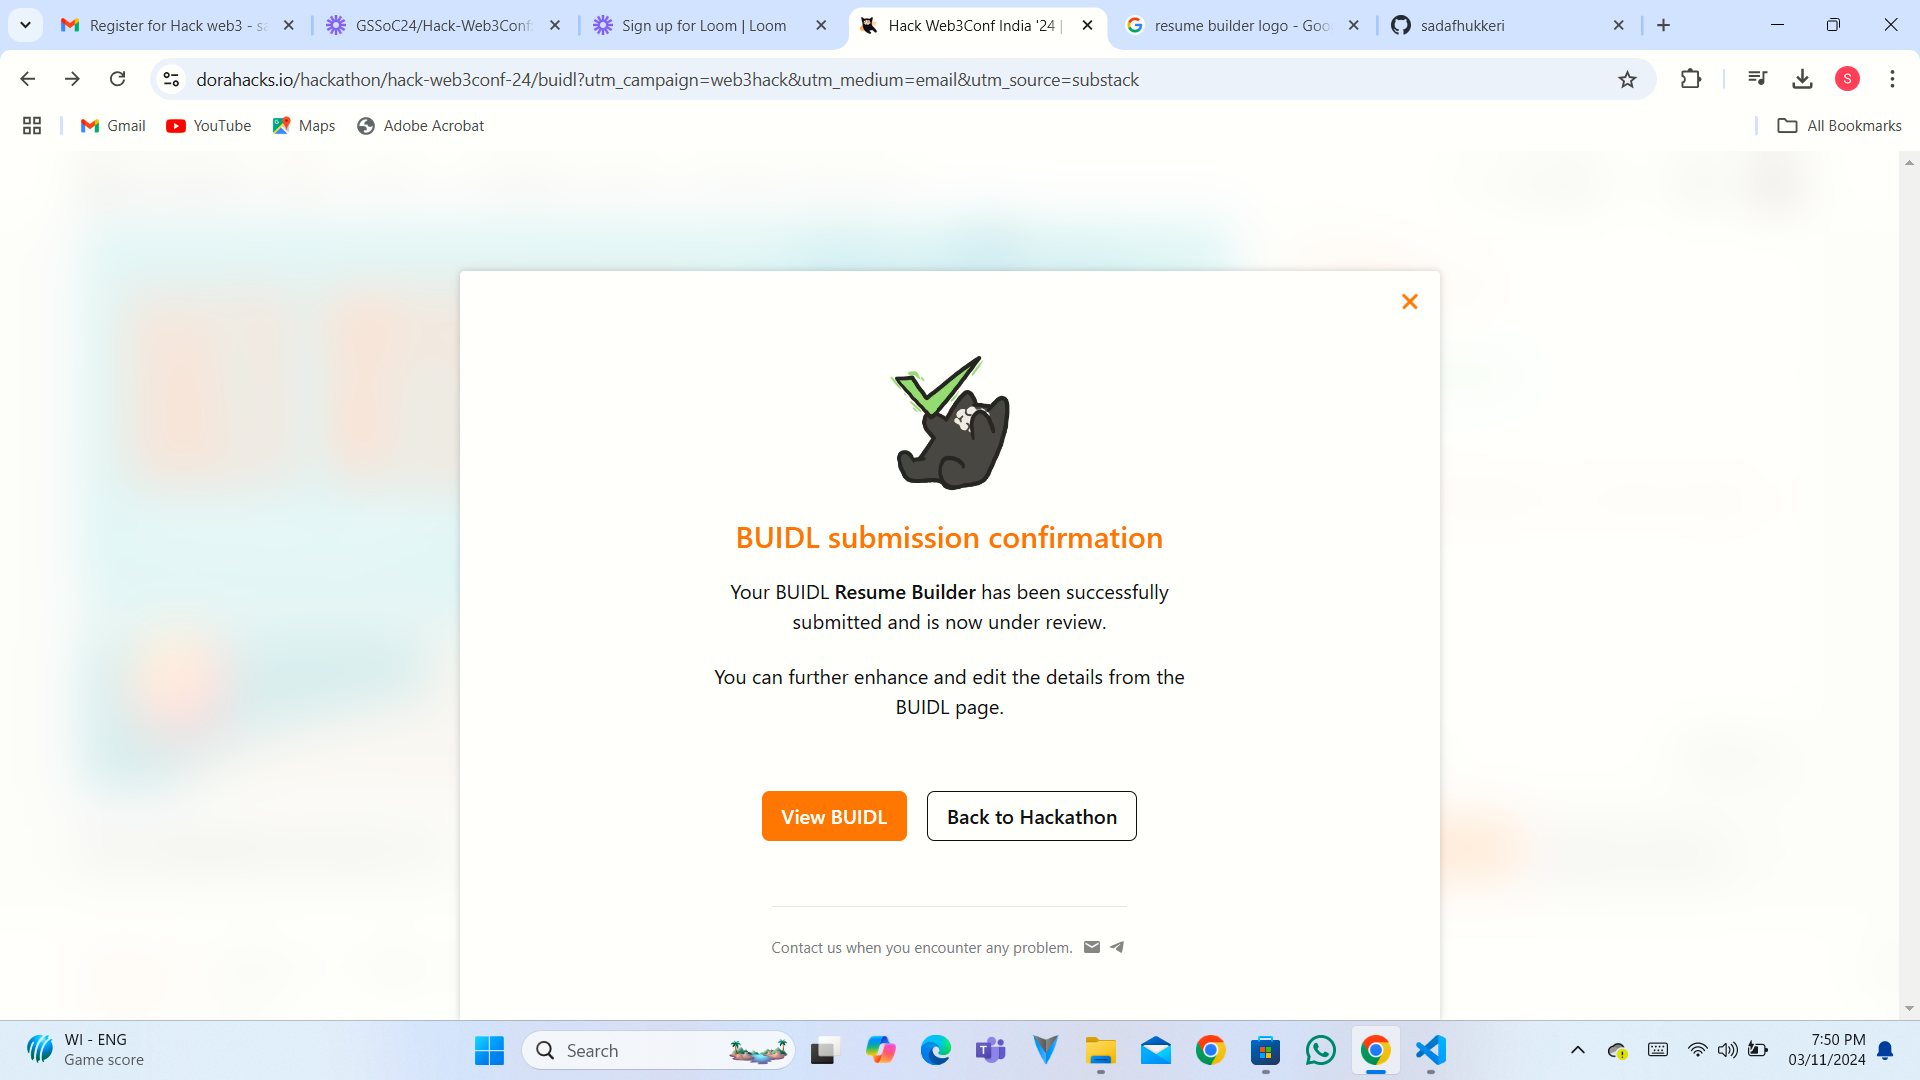 Register for Hack web3 - sa
GSSoC24/Hack-Web3Conf
Sign up for Loom | Loom
Hack Web3Conf India '24 |
resume builder logo - Goo
sadafhukkeri
dorahacks.io/hackathon/hack-web3conf-24/buidl?utm_campaign=web3hack&utm_medium=email&utm_source=substack
S
Gmail
YouTube
Maps
Adobe Acrobat
All Bookmarks
BUIDL submission confirmation
Your BUIDL Resume Builder has been successfully
submitted and is now under review.
You can further enhance and edit the details from the
BUIDL page.
View BUIDL
Back to Hackathon
Contact us when you encounter any problem.
WI - ENG
Game score
Search
7:50 PM
03/11/2024